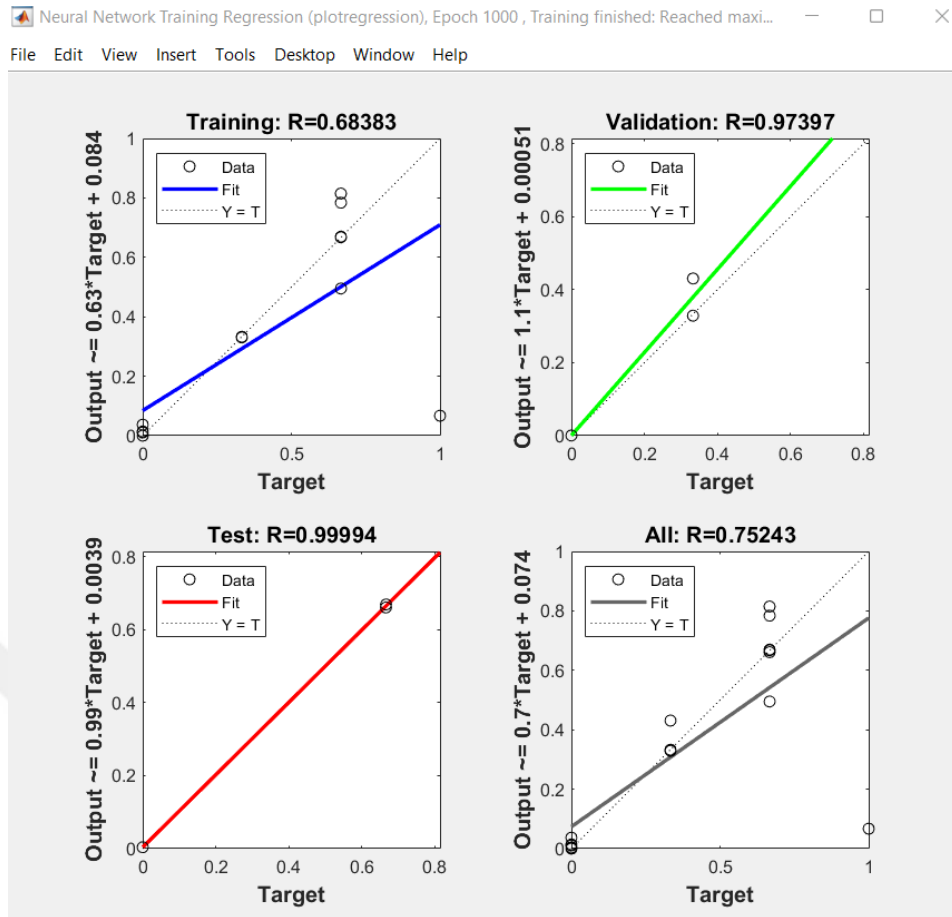 Neural Network Training Regression (plotregression), Epoch 1000 , Training finished: Reached maxi...
File Edit View Insert Tools Desktop Window Help
Training: R=0.68383
Output ~= 0.63*Target + 0.084
1
0.8
0.6
0.4
0.2
0
Data
Fit
Y = T
0 0.5 1
Target
Validation: R=0.97397
Output ~= 1.1*Target + 0.00051
0.8
0.6
0.4
0.2
0
Data
Fit
Y = T
0 0.2 0.4 0.6 0.8
Target
Test: R=0.99994
Output ~= 0.99*Target + 0.0039
0.8
0.6
0.4
0.2
0
Data
Fit
Y = T
0 0.2 0.4 0.6 0.8
Target
All: R=0.75243
Output ~= 0.7*Target + 0.074
1
0.8
0.6
0.4
0.2
0
Data
Fit
Y = T
0 0.5 1
Target